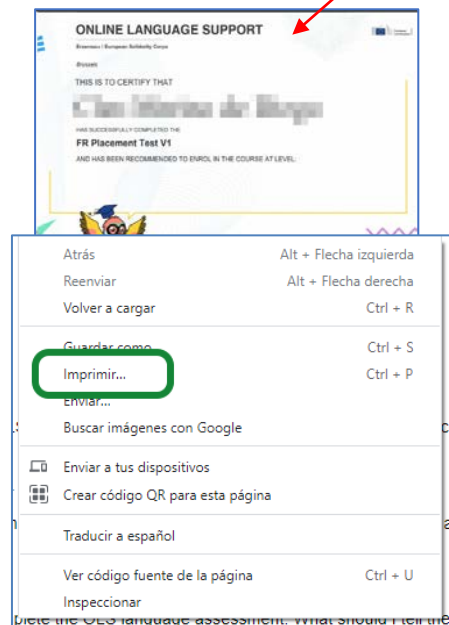 ONLINE LANGUAGE SUPPORT
Erasmus+ / European Solidarity Corps
THIS IS TO CERTIFY THAT
HAS SUCCESSFULLY COMPLETED THE
FR Placement Test V1
AND HAS BEEN RECOMMENDED TO ENROL IN THE COURSE AT LEVEL:
Atrás Alt + Flecha izquierda
Reenviar Alt + Flecha derecha
Volver a cargar Ctrl + R
Guardar como Ctrl + S
Imprimir... Ctrl + P
Enviar...
Buscar imágenes con Google
Enviar a tus dispositivos
Crear código QR para esta página
Traducir a español
Ver código fuente de la página Ctrl + U
Inspeccionar
plete the OLS language assessment. What should I tell the